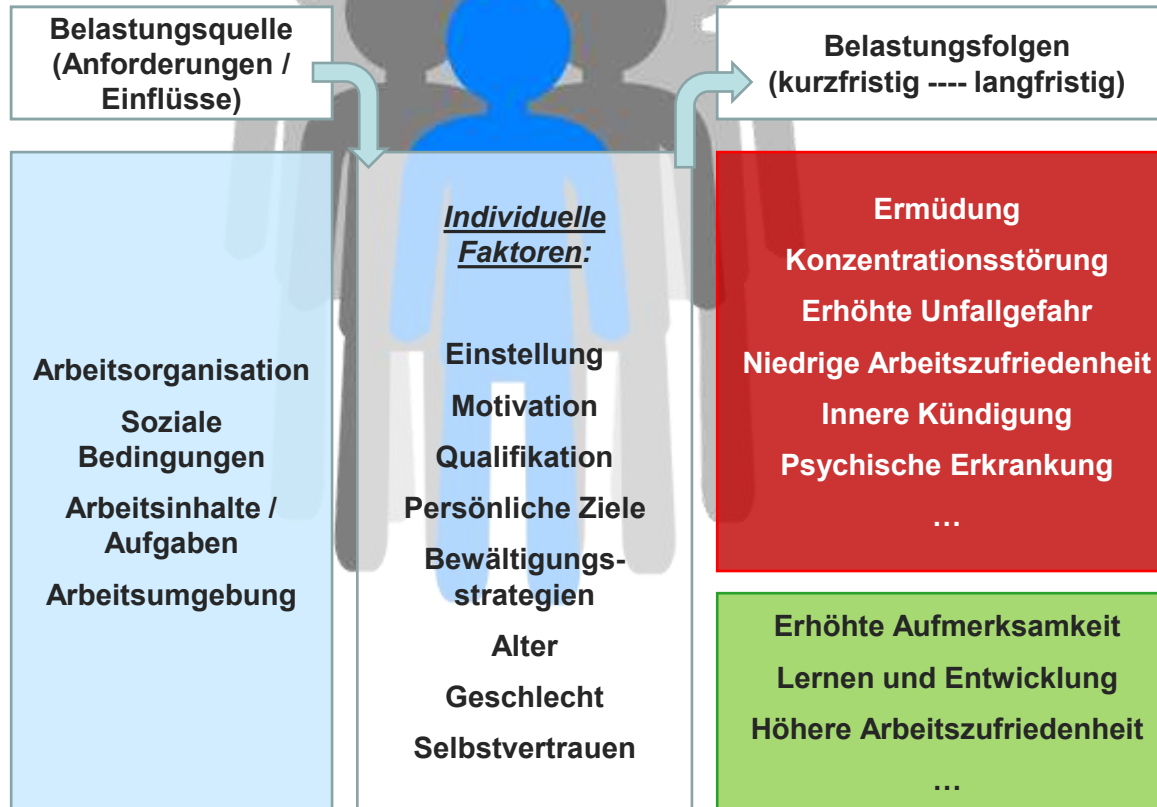 Belastungsquelle
(Anforderungen /
Einflüsse)
Belastungsfolgen
(kurzfristig ---- langfristig)
Arbeitsorganisation
Soziale
Bedingungen
Arbeitsinhalte /
Aufgaben
Arbeitsumgebung
Individuelle
Faktoren:
Einstellung
Motivation
Qualifikation
Persönliche Ziele
Bewältigungs-
strategien
Alter
Geschlecht
Selbstvertrauen
Ermüdung
Konzentrationsstörung
Erhöhte Unfallgefahr
Niedrige Arbeitszufriedenheit
Innere Kündigung
Psychische Erkrankung
…
Erhöhte Aufmerksamkeit
Lernen und Entwicklung
Höhere Arbeitszufriedenheit
…